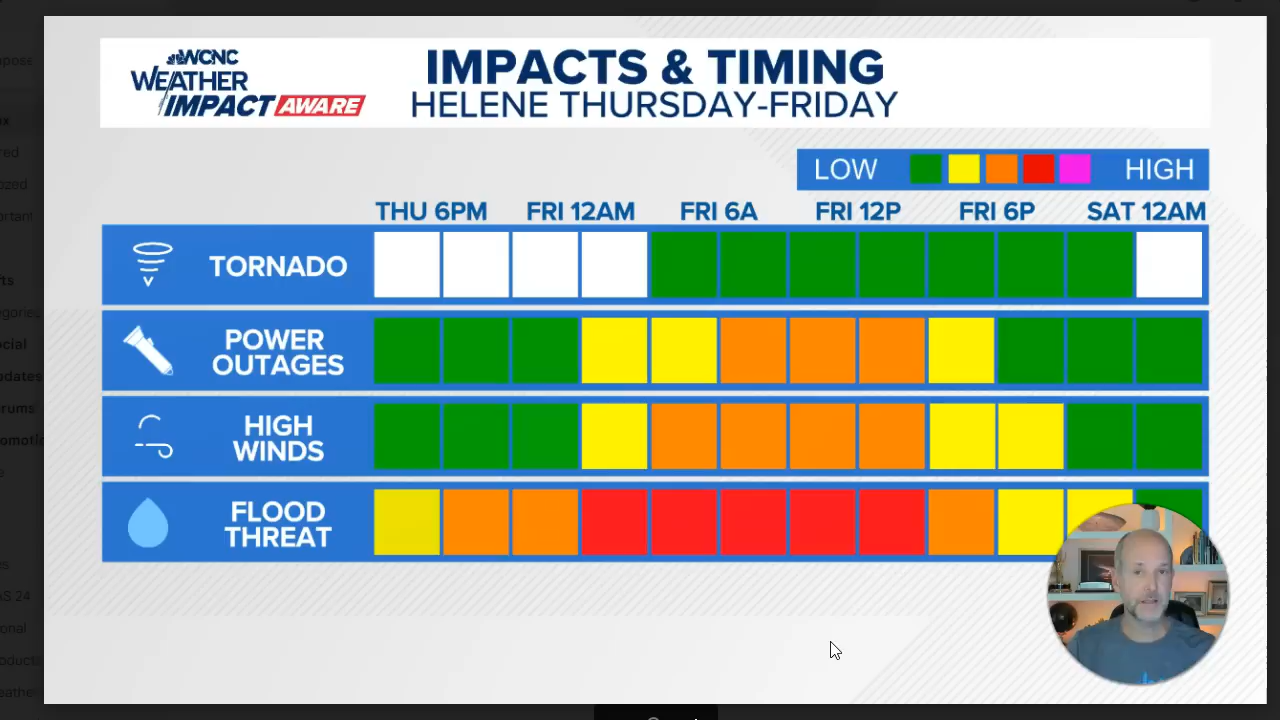 WCNC
WEATHER
IMPACT AWARE
IMPACTS & TIMING
HELENE THURSDAY-FRIDAY
LOW HIGH
THU 6PM FRI 12AM FRI 6A FRI 12P FRI 6P SAT 12AM
TORNADO
POWER
OUTAGES
HIGH
WINDS
FLOOD
THREAT